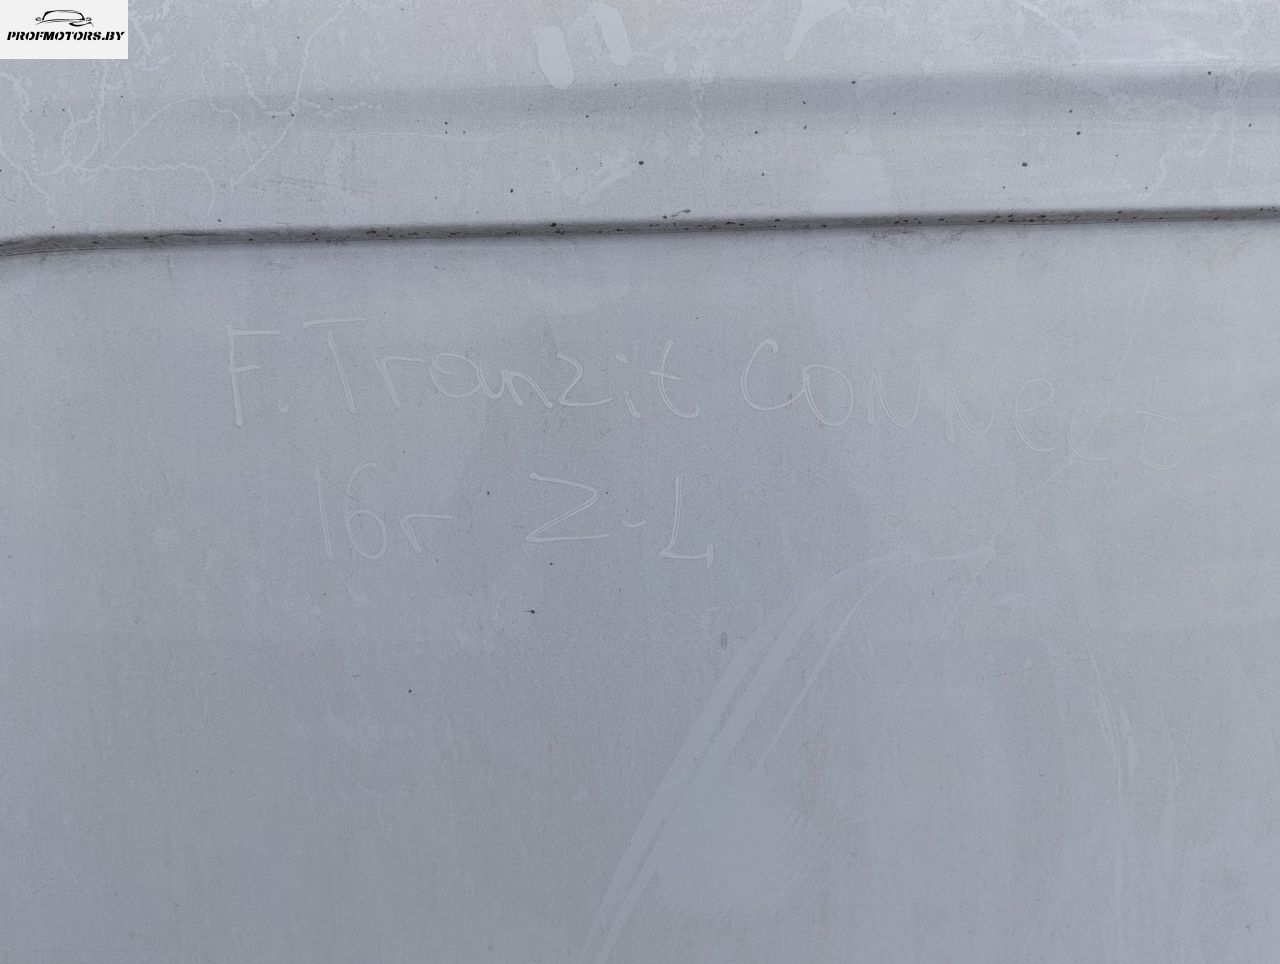 PROFMOTORS.BY
F. Tranzit Connect
16г Z-L